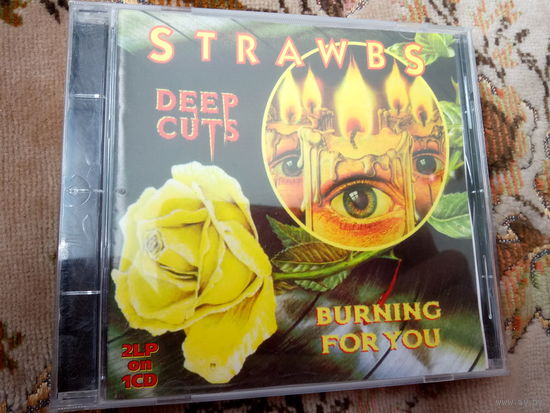 STRAWBS
DEEP
CUTS
BURNING
FOR YOU
2LP
on
1CD